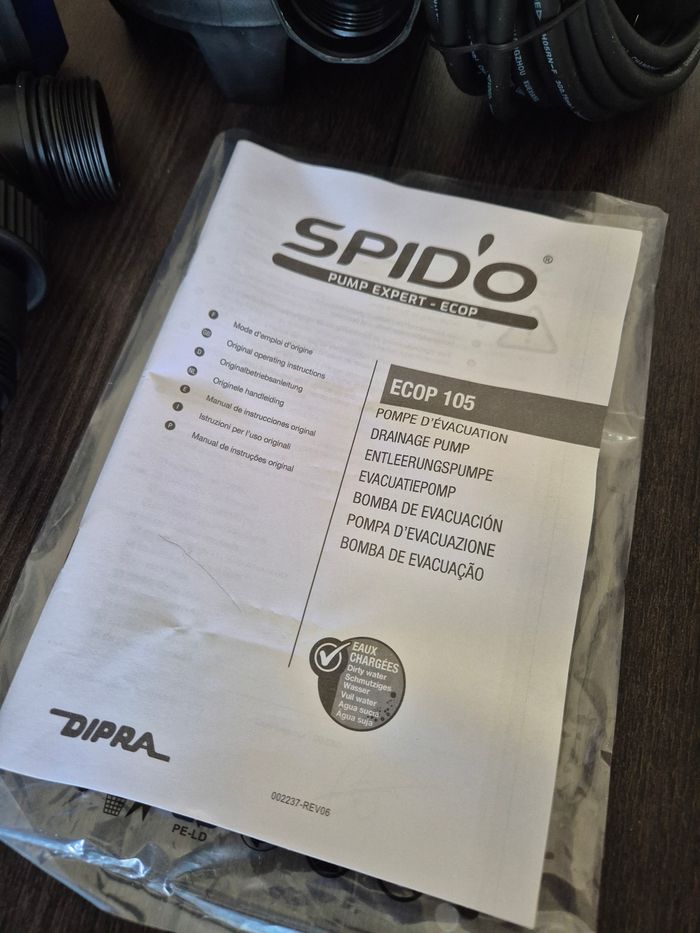 H05RN-F
SPID'O
®
PUMP EXPERT - ECOP
F Mode d'emploi d'origine
GB Original operating instructions
D Originalbetriebsanleitung
NL Originele handleiding
E Manual de instrucciones original
I Istruzioni per l'uso originali
P Manual de instruções original
ECOP 105
POMPE D'ÉVACUATION
DRAINAGE PUMP
ENTLEERUNGSPUMPE
EVACUATIEPOMP
BOMBA DE EVACUACIÓN
POMPA D'EVACUAZIONE
BOMBA DE EVACUAÇÃO
EAUX
CHARGÉES
Dirty water
Schmutziges
Wasser
Vuil water
Agua sucia
Água suja
DIPRA
002237-REV06
PE-LD